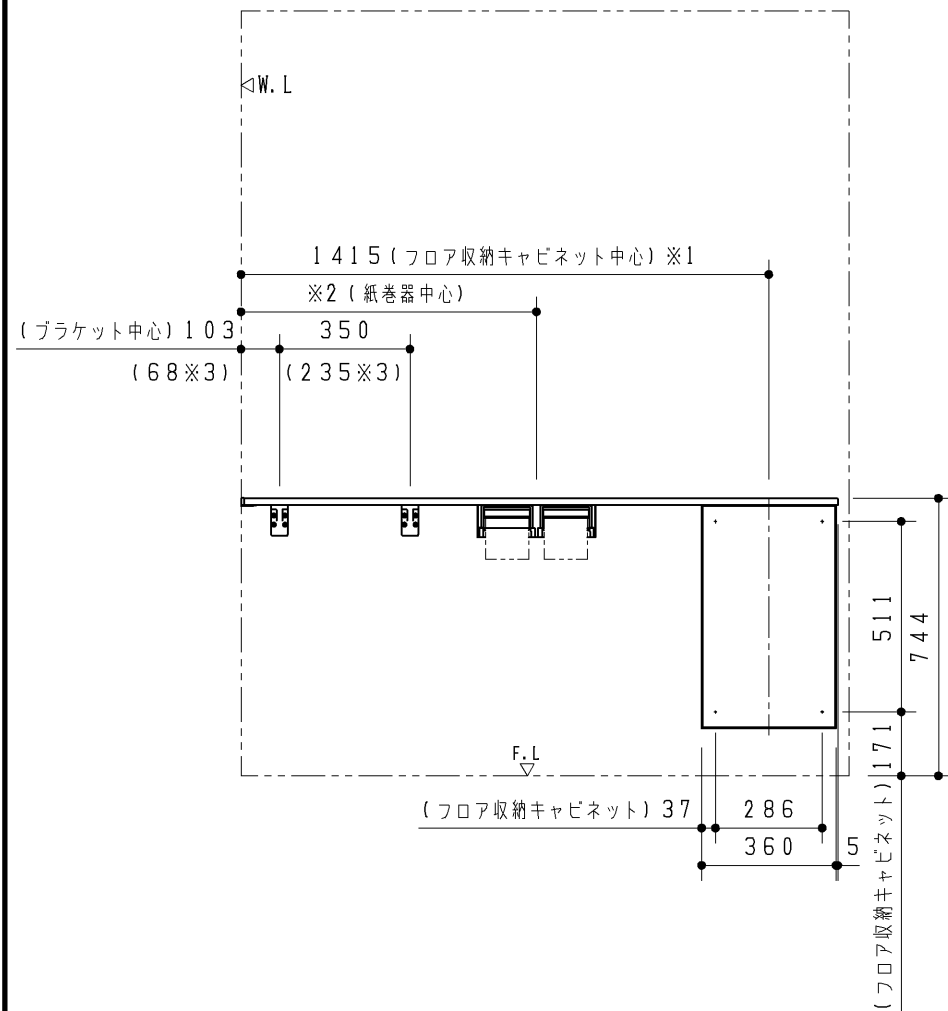 W.L
1415(フロア収納キャビネット中心)※1
※2(紙巻器中心)
(ブラケット中心)103
350
(68※3)
(235※3)
511
744
F.L
(フロア収納キャビネット)171
(フロア収納キャビネット)37
286
360
5